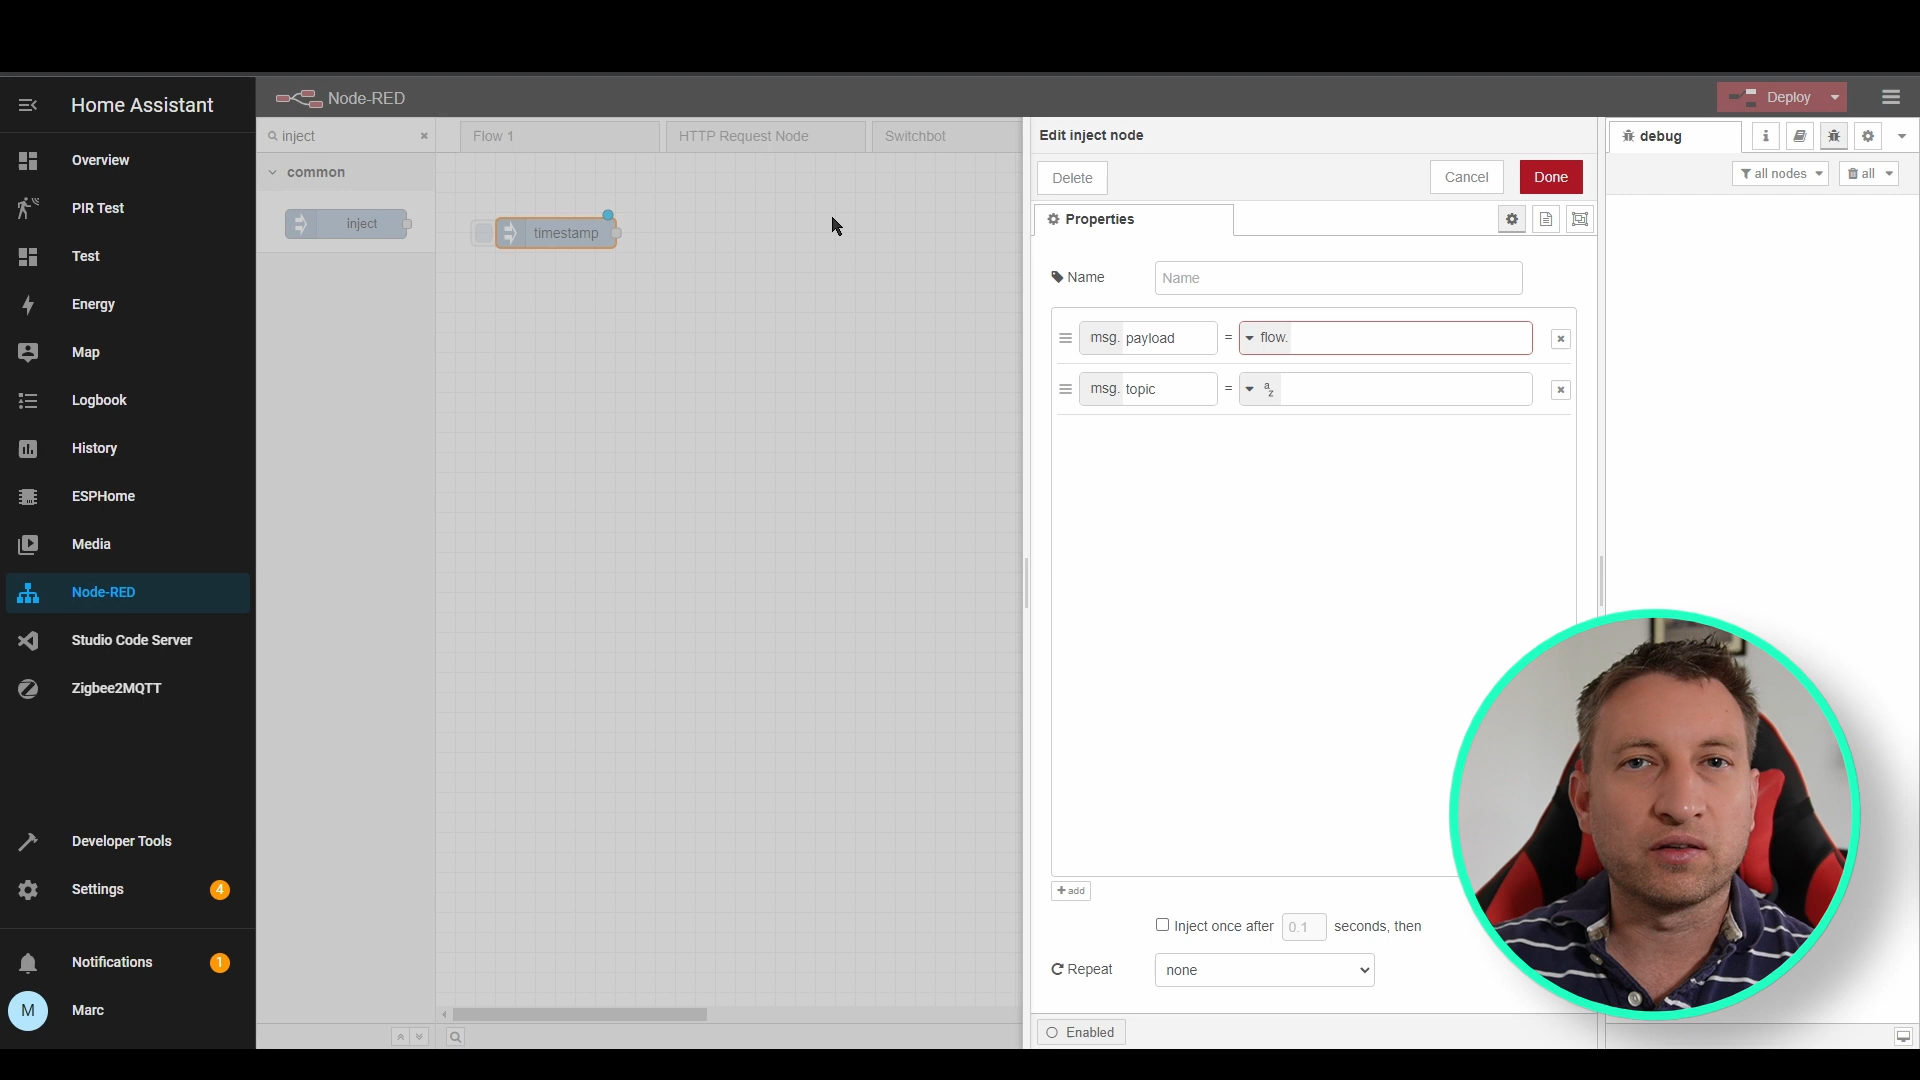 Home Assistant
Overview
PIR Test
Test
Energy
Map
Logbook
History
ESPHome
Media
Node-RED
Studio Code Server
Zigbee2MQTT
Developer Tools
Settings 4
Notifications 1
M Marc
Node-RED
Deploy
inject
common
inject
Flow 1
HTTP Request Node
Switchbot
timestamp
Edit inject node
Delete
Cancel
Done
Properties
Name
Name
msg. payload = flow.
msg. topic = a z
add
Inject once after 0.1 seconds, then
Repeat
none
Enabled
debug
i
all nodes
all